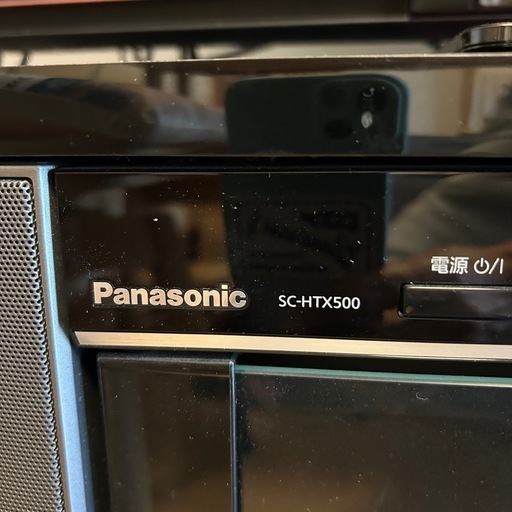 電源 ⏻/I
Panasonic SC-HTX500